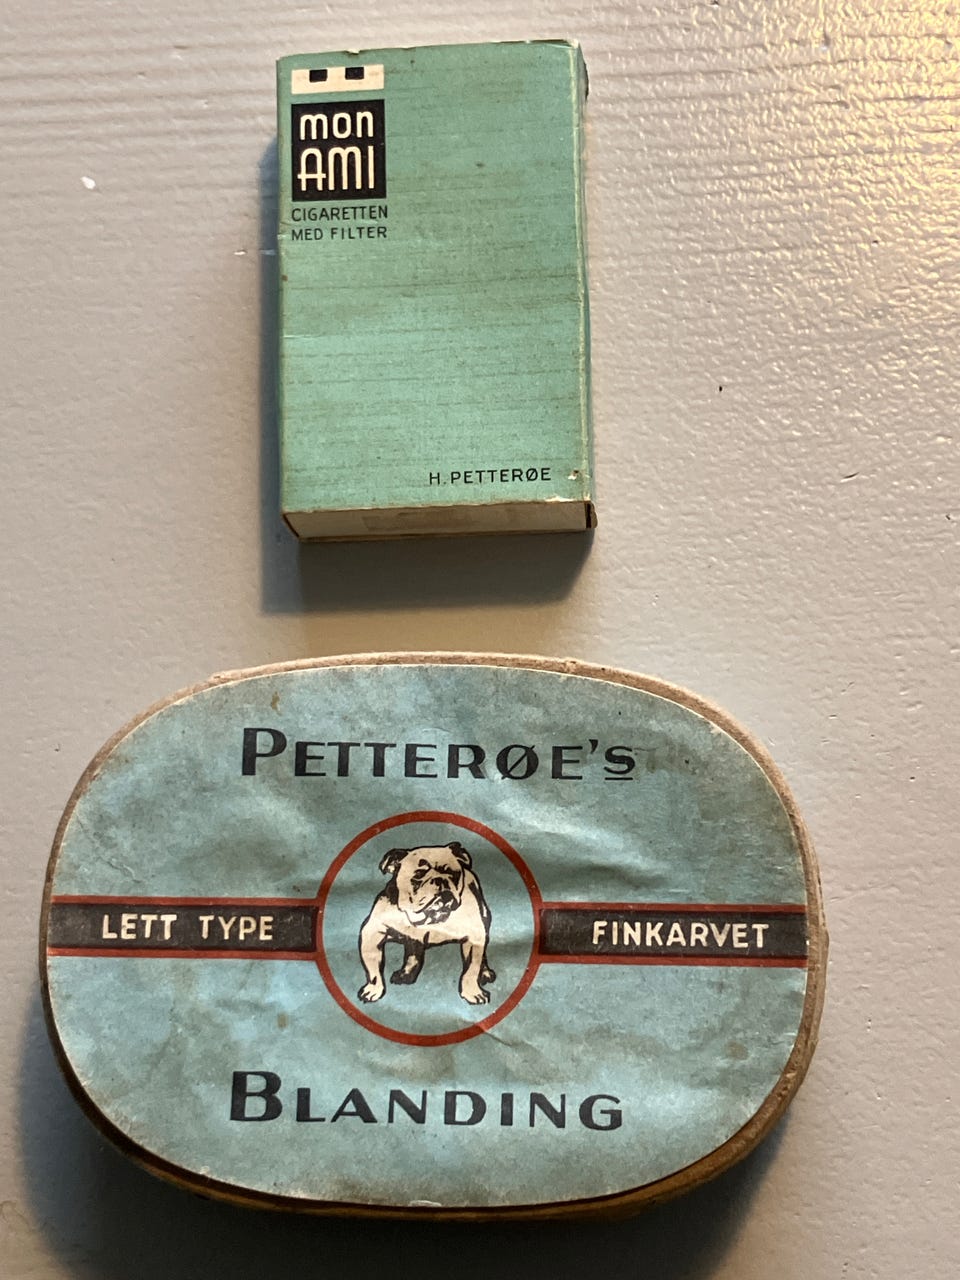 mon
AMI
CIGARETTEN
MED FILTER
H. PETTERØE
PETTERØE's
LETT TYPE FINKARVET
BLANDING